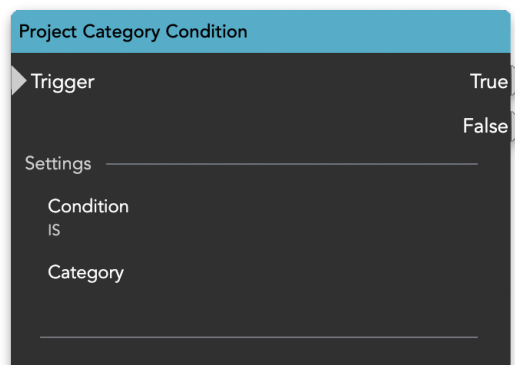 Project Category Condition
Trigger
True
False
Settings
Condition
IS
Category